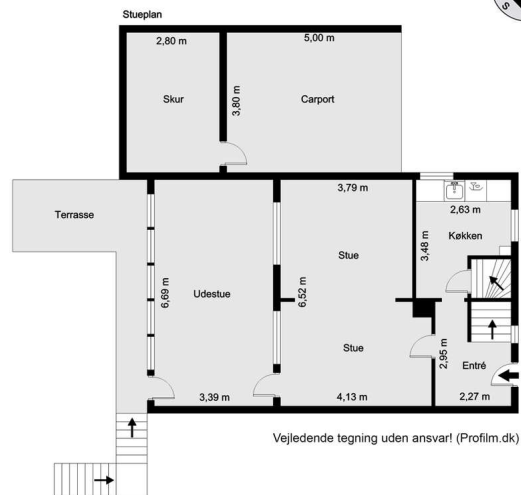 Stueplan
S
2,80 m
5,00 m
Skur
3,80 m
Carport
3,79 m
2,63 m
Terrasse
Køkken
3,48 m
Stue
6,69 m
Udestue
6,52 m
Stue
2,95 m
Entré
3,39 m
4,13 m
2,27 m
Vejledende tegning uden ansvar! (Profilm.dk)